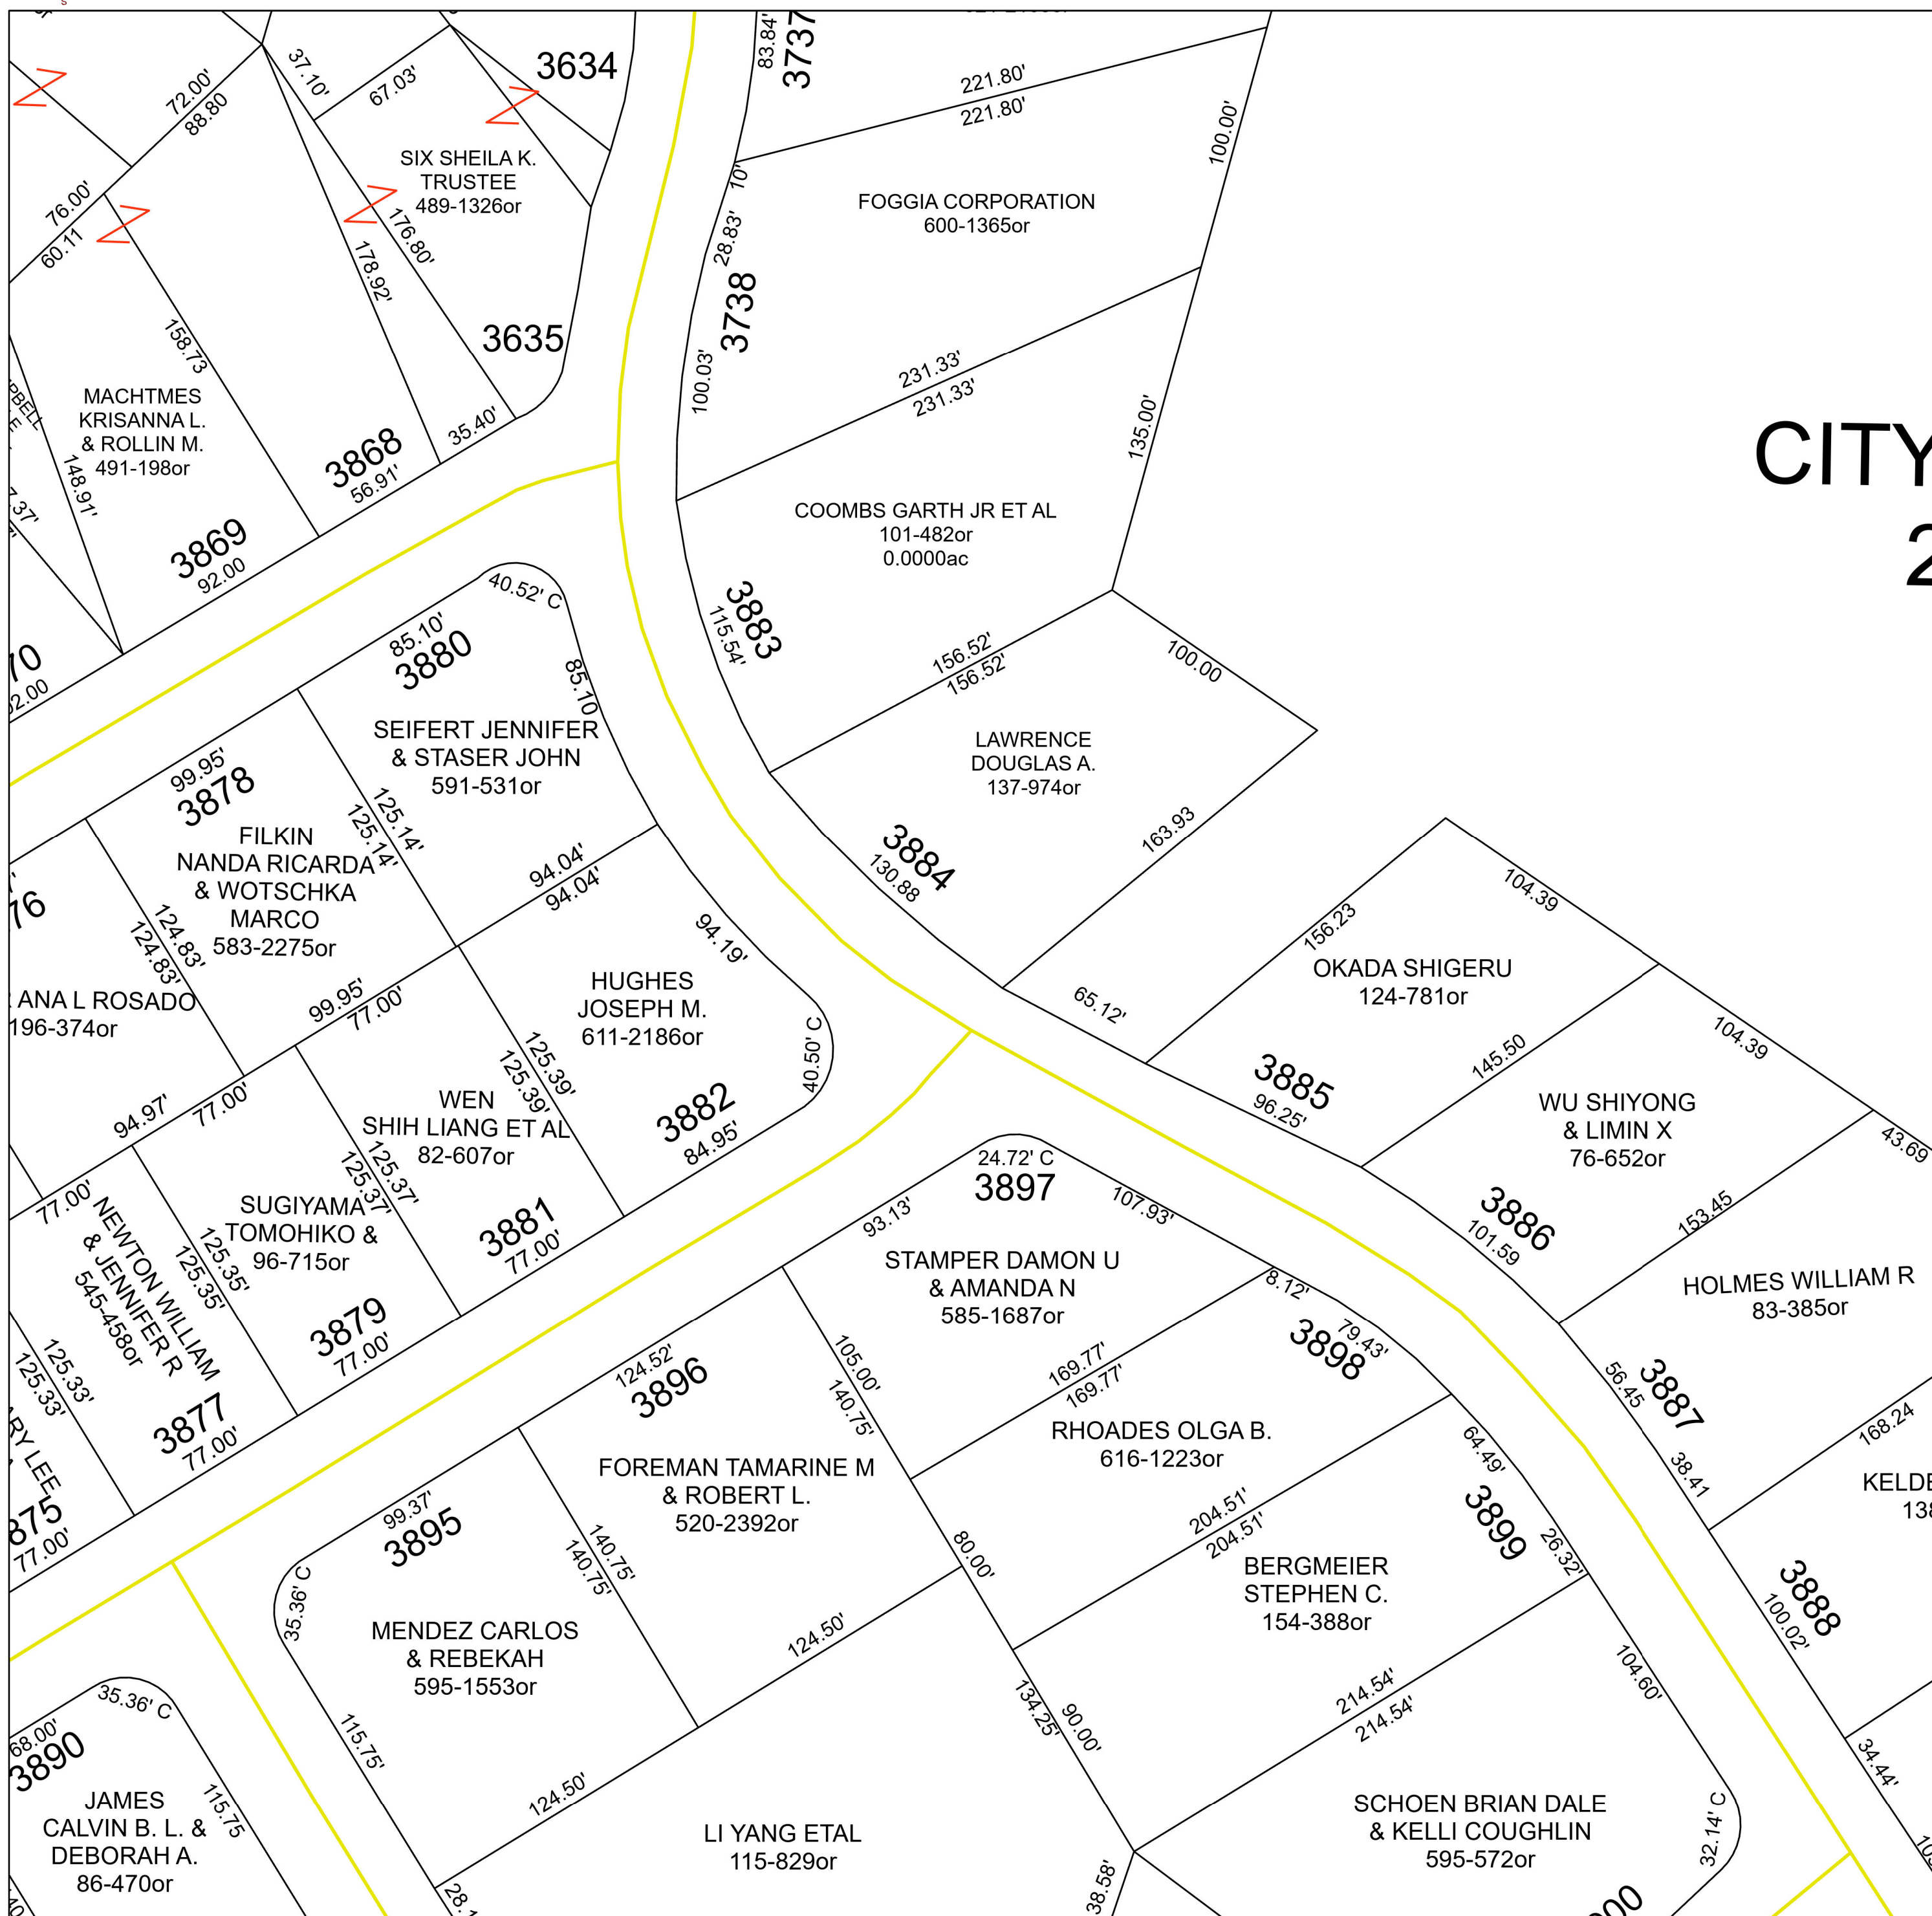 3634
3737
83.84'
37.10'
67.03'
72.00'
88.80
221.80'
221.80'
100.00'
SIX SHEILA K.
TRUSTEE
489-1326or
176.80'
178.92'
3635
76.00'
60.11
158.73
10'
28.83'
3738
100.03'
FOGGIA CORPORATION
600-1365or
231.33'
231.33'
135.00'
CITY
MACHTMES
KRISANNA L.
& ROLLIN M.
491-198or
148.91'
3868
56.91'
35.40'
3869
92.00
COOMBS GARTH JR ET AL
101-482or
0.0000ac
3883
115.54'
156.52'
156.52'
100.00
40.52' C
85.10'
3880
85.10
SEIFERT JENNIFER
& STASER JOHN
591-531or
LAWRENCE
DOUGLAS A.
137-974or
163.93
3884
130.88
99.95'
3878
FILKIN
NANDA RICARDA
& WOTSCHKA
MARCO
583-2275or
125.14'
125.14'
94.04'
94.04'
124.83'
124.83'
99.95'
77.00'
ANA L ROSADO
196-374or
94.19'
HUGHES
JOSEPH M.
611-2186or
40.50' C
3882
84.95'
125.39'
125.39'
65.12'
156.23
104.39
OKADA SHIGERU
124-781or
3885
96.25'
145.50
104.39
WU SHIYONG
& LIMIN X
76-652or
3886
101.59
153.45
43.69
94.97'
77.00'
WEN
SHIH LIANG ET AL
82-607or
3881
77.00'
125.37'
125.37'
SUGIYAMA
TOMOHIKO &
96-715or
3879
77.00'
77.00'
NEWTON WILLIAM
& JENNIFER R
545-458or
125.35'
125.35'
3877
77.00'
125.33'
125.33'
RY LEE
875
77.00'
24.72' C
3897
93.13'
107.93'
STAMPER DAMON U
& AMANDA N
585-1687or
8.12'
79.43'
3898
169.77'
169.77'
RHOADES OLGA B.
616-1223or
HOLMES WILLIAM R
83-385or
56.45
3887
38.41
168.24
KELDE
138
124.52'
3896
105.00'
140.75'
FOREMAN TAMARINE M
& ROBERT L.
520-2392or
80.00'
204.51'
204.51'
64.49'
3899
26.32'
BERGMEIER
STEPHEN C.
154-388or
99.37'
3895
35.36' C
140.75'
140.75'
MENDEZ CARLOS
& REBEKAH
595-1553or
124.50'
124.50'
115.75'
134.25'
90.00'
214.54'
214.54'
104.60'
3888
100.02'
34.44'
35.36' C
68.00'
3890
115.75
JAMES
CALVIN B. L. &
DEBORAH A.
86-470or
LI YANG ETAL
115-829or
SCHOEN BRIAN DALE
& KELLI COUGHLIN
595-572or
32.14' C
38.58'
28.1